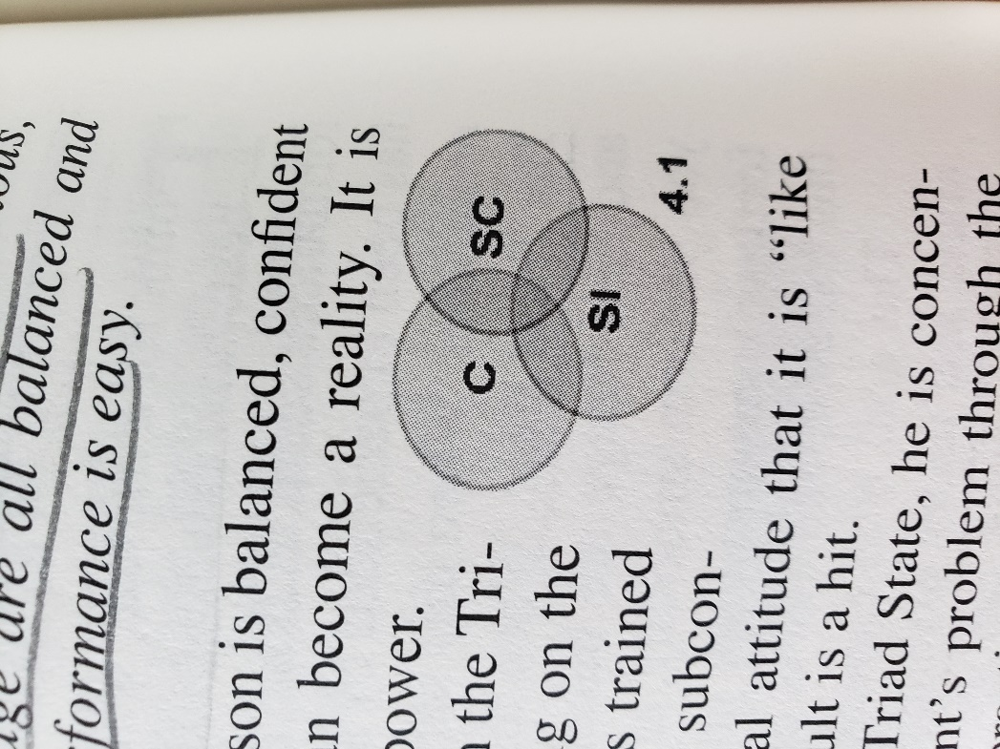 are all balanced and
formance is easy.
son is balanced, confident
n become a reality. It is
power.
the Tri-
g on the
s trained
subcon-
C
SC
SI
4.1
al attitude that it is “like
ult is a hit.
Triad State, he is concen-
nt’s problem through the